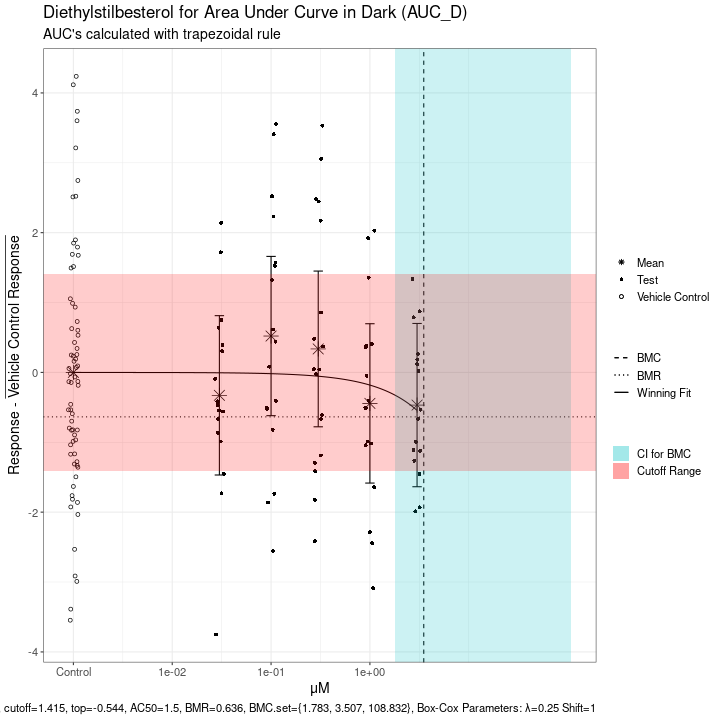 Diethylstilbesterol for Area Under Curve in Dark (AUC_D)
AUC's calculated with trapezoidal rule
Response - Vehicle Control Response
4
2
0
-2
-4
Control
1e-02
1e-01
1e+00
μM
Mean
Test
Vehicle Control
BMC
BMR
Winning Fit
CI for BMC
Cutoff Range
cutoff=1.415, top=-0.544, AC50=1.5, BMR=0.636, BMC.set={1.783, 3.507, 108.832}, Box-Cox Parameters: λ=0.25 Shift=1